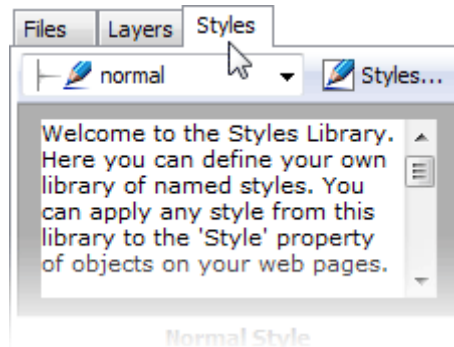 Files Layers Styles
normal Styles...
Welcome to the Styles Library.
Here you can define your own
library of named styles. You
can apply any style from this
library to the 'Style' property
of objects on your web pages.
Normal Style